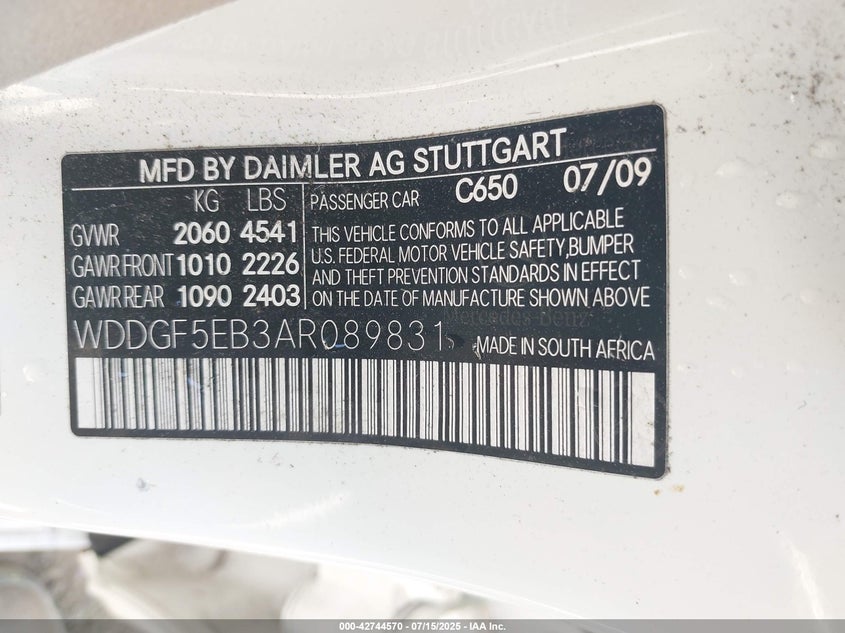 MFD BY DAIMLER AG STUTTGART
KG LBS
GVWR 2060 4541
GAWR FRONT 1010 2226
GAWR REAR 1090 2403
PASSENGER CAR C650 07/09
THIS VEHICLE CONFORMS TO ALL APPLICABLE
U.S. FEDERAL MOTOR VEHICLE SAFETY,BUMPER
AND THEFT PREVENTION STANDARDS IN EFFECT
ON THE DATE OF MANUFACTURE SHOWN ABOVE
Mercedes-Benz
WDDGF5EB3AR089831
MADE IN SOUTH AFRICA
000-42744570 - 07/15/2025 - IAA Inc.